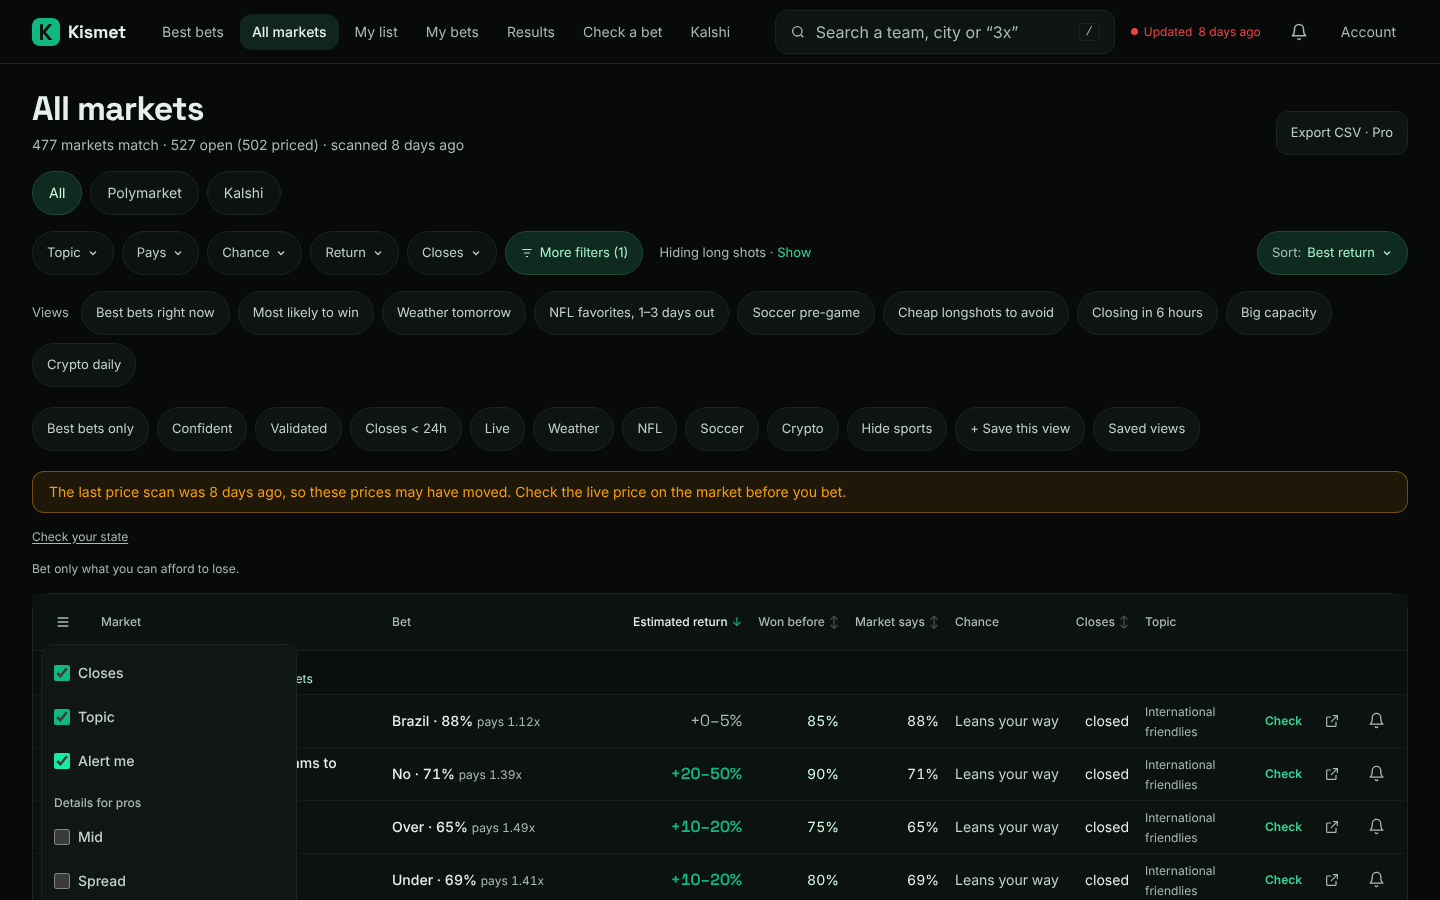 Kismet
Best bets
All markets
My list
My bets
Results
Check a bet
Kalshi
Search a team, city or “3x”
/
Updated 8 days ago
Account
All markets
477 markets match · 527 open (502 priced) · scanned 8 days ago
Export CSV · Pro
All
Polymarket
Kalshi
Topic
Pays
Chance
Return
Closes
More filters (1)
Hiding long shots · Show
Sort: Best return
Views
Best bets right now
Most likely to win
Weather tomorrow
NFL favorites, 1–3 days out
Soccer pre-game
Cheap longshots to avoid
Closing in 6 hours
Big capacity
Crypto daily
Best bets only
Confident
Validated
Closes < 24h
Live
Weather
NFL
Soccer
Crypto
Hide sports
+ Save this view
Saved views
The last price scan was 8 days ago, so these prices may have moved. Check the live price on the market before you bet.
Check your state
Bet only what you can afford to lose.
Market
Bet
Estimated return ↓
Won before
Market says
Chance
Closes
Topic
Closes
Topic
Alert me
Details for pros
Mid
Spread
ets
Brazil · 88% pays 1.12x
+0–5%
85%
88%
Leans your way
closed
International
friendlies
Check
ams to
No · 71% pays 1.39x
+20–50%
90%
71%
Leans your way
closed
International
friendlies
Check
Over · 65% pays 1.49x
+10–20%
75%
65%
Leans your way
closed
International
friendlies
Check
Under · 69% pays 1.41x
+10–20%
80%
69%
Leans your way
closed
International
friendlies
Check